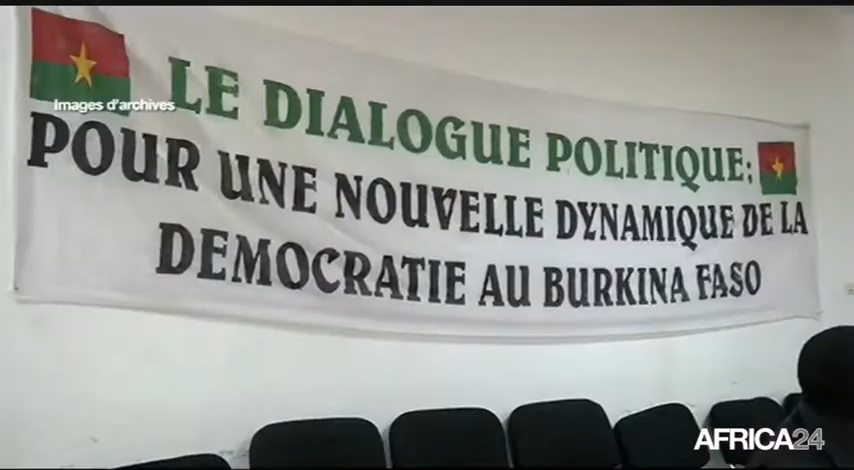 Images d'archives
LE DIALOGUE POLITIQUE:
POUR UNE NOUVELLE DYNAMIQUE DE LA
DEMOCRATIE AU BURKINA FASO
AFRICA24